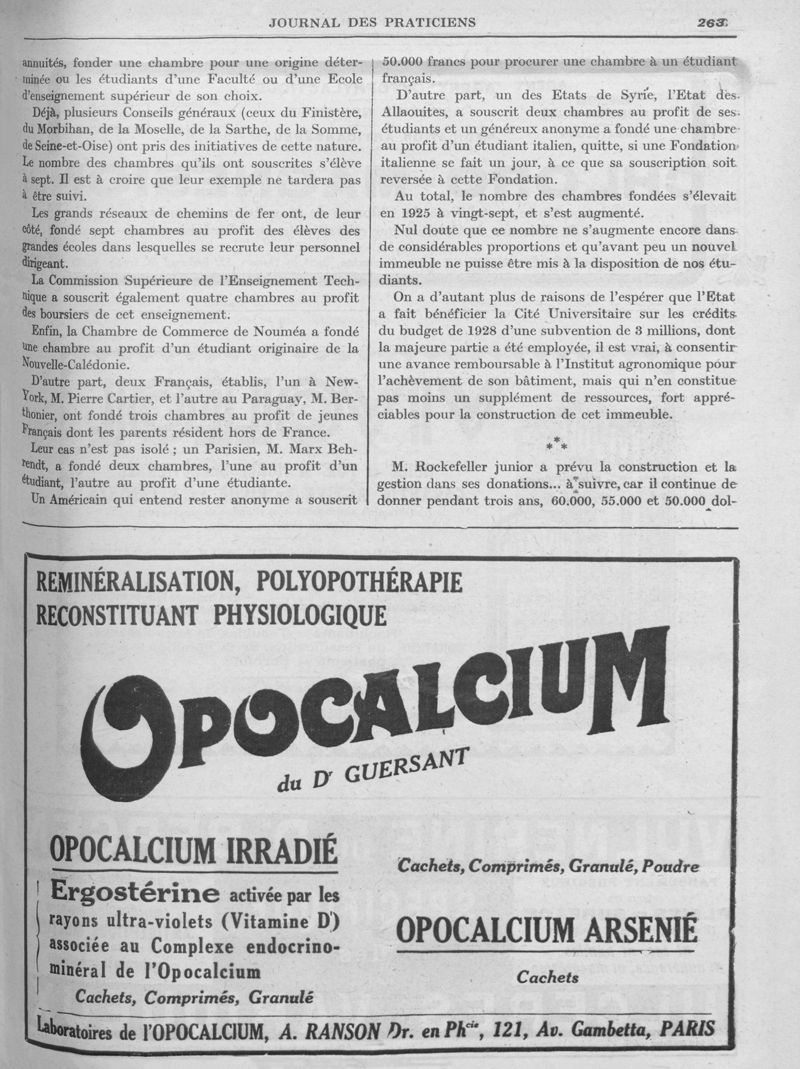 JOURNAL DES PRATICIENS
263
annuités, fonder une chambre pour une origine déter-
minée ou les étudiants d'une Faculté ou d'une Ecole
d'enseignement supérieur de son choix.
Déjà, plusieurs Conseils généraux (ceux du Finistère,
du Morbihan, de la Moselle, de la Sarthe, de la Somme,
de Seine-et-Oise) ont pris des initiatives de cette nature.
Le nombre des chambres qu'ils ont souscrites s'élève
à sept. Il est à croire que leur exemple ne tardera pas
à être suivi.
Les grands réseaux de chemins de fer ont, de leur
côté, fondé sept chambres au profit des élèves des
grandes écoles dans lesquelles se recrute leur personnel
dirigeant.
La Commission Supérieure de l'Enseignement Tech-
nique a souscrit également quatre chambres au profit
des boursiers de cet enseignement.
Enfin, la Chambre de Commerce de Nouméa a fondé
une chambre au profit d'un étudiant originaire de la
Nouvelle-Calédonie.
D'autre part, deux Français, établis, l'un à New-
York, M. Pierre Cartier, et l'autre au Paraguay, M. Ber-
thonier, ont fondé trois chambres au profit de jeunes
Français dont les parents résident hors de France.
Leur cas n'est pas isolé ; un Parisien, M. Marx Beh-
rendt, a fondé deux chambres, l'une au profit d'un
étudiant, l'autre au profit d'une étudiante.
Un Américain qui entend rester anonyme a souscrit
50.000 francs pour procurer une chambre à un étudiant
français.
D'autre part, un des Etats de Syrie, l'Etat des
Allaouites, a souscrit deux chambres au profit de ses
étudiants et un généreux anonyme a fondé une chambre
au profit d'un étudiant italien, quitte, si une Fondation
italienne se fait un jour, à ce que sa souscription soit
reversée à cette Fondation.
Au total, le nombre des chambres fondées s'élevait
en 1925 à vingt-sept, et s'est augmenté.
Nul doute que ce nombre ne s'augmente encore dans
de considérables proportions et qu'avant peu un nouvel
immeuble ne puisse être mis à la disposition de nos étu-
diants.
On a d'autant plus de raisons de l'espérer que l'Etat
a fait bénéficier la Cité Universitaire sur les crédits
du budget de 1928 d'une subvention de 3 millions, dont
la majeure partie a été employée, il est vrai, à consentir
une avance remboursable à l'Institut agronomique pour
l'achèvement de son bâtiment, mais qui n'en constitue
pas moins un supplément de ressources, fort appré-
ciables pour la construction de cet immeuble.
***
M. Rockefeller junior a prévu la construction et la
gestion dans ses donations... à suivre, car il continue de
donner pendant trois ans, 60.000, 55.000 et 50.000 dol-
REMINÉRALISATION, POLYOPOTHÉRAPIE
RECONSTITUANT PHYSIOLOGIQUE
OPOCALCIUM
du Dr GUERSANT
OPOCALCIUM IRRADIÉ
Ergostérine activée par les
rayons ultra-violets (Vitamine D)
associée au Complexe endocrino-
minéral de l'Opocalcium
Cachets, Comprimés, Granulé
Cachets, Comprimés, Granulé, Poudre
OPOCALCIUM ARSENIÉ
Cachets
Laboratoires de l'OPOCALCIUM, A. RANSON Dr. en Phcie, 121, Av. Gambetta, PARIS